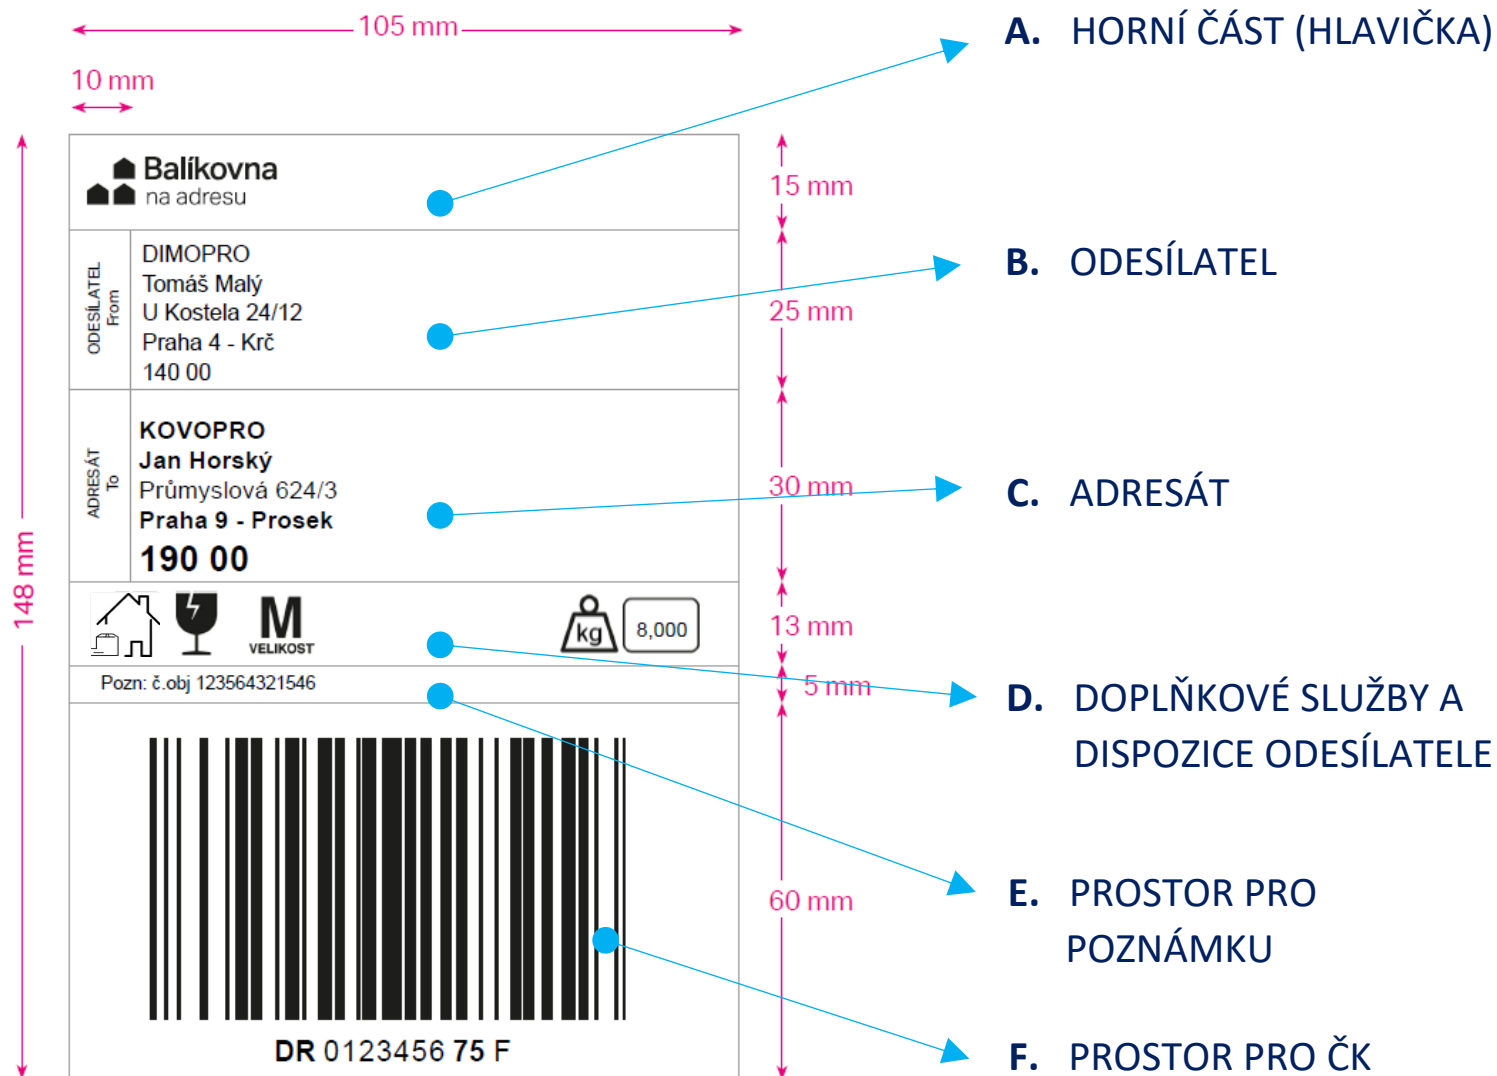 105 mm
10 mm
148 mm
Balíkovna
na adresu
15 mm
ODESÍLATEL
From
DIMOPRO
Tomáš Malý
U Kostela 24/12
Praha 4 - Krč
140 00
25 mm
ADRESÁT
To
KOVOPRO
Jan Horský
Průmyslová 624/3
Praha 9 - Prosek
190 00
30 mm
M
VELIKOST
kg
8,000
13 mm
Pozn: č.obj 123564321546
5 mm
60 mm
DR 0123456 75 F
A. HORNÍ ČÁST (HLAVIČKA)
B. ODESÍLATEL
C. ADRESÁT
D. DOPLŇKOVÉ SLUŽBY A
DISPOZICE ODESÍLATELE
E. PROSTOR PRO
POZNÁMKU
F. PROSTOR PRO ČK